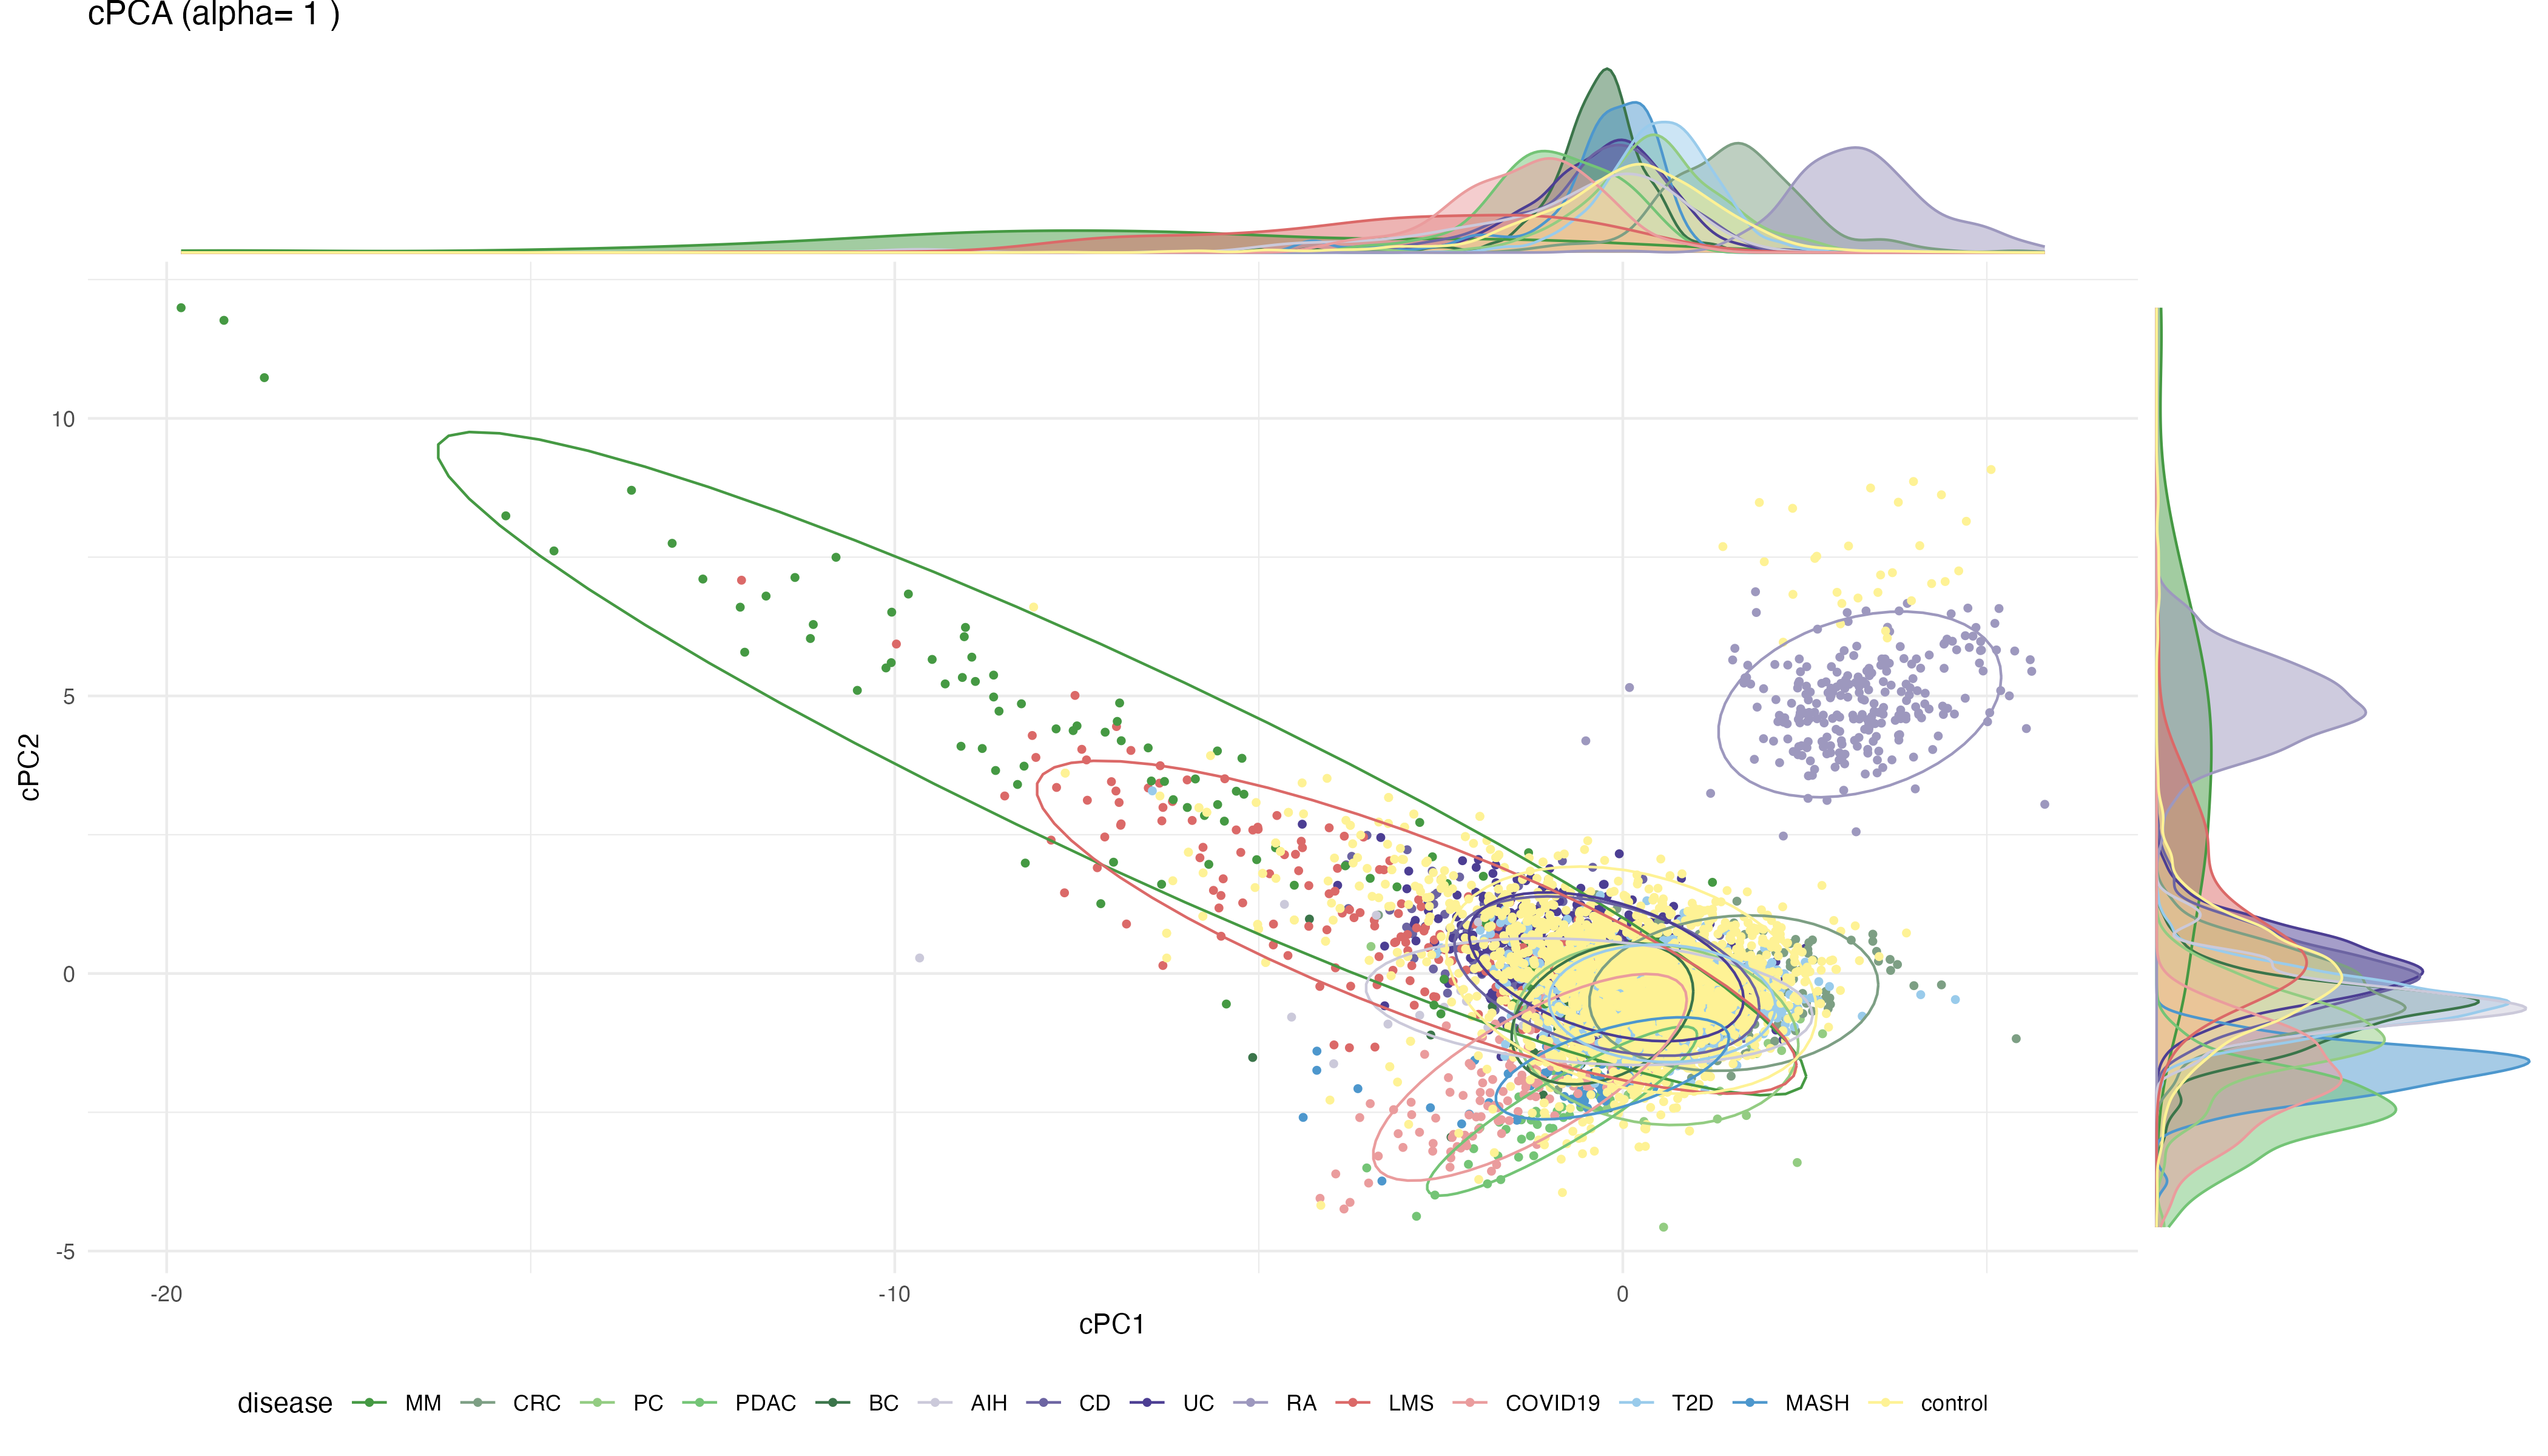 cPCA (alpha= 1 )
10
5
0
-5
cPC2
-20
-10
0
cPC1
disease MM CRC PC PDAC BC AIH CD UC RA LMS COVID19 T2D MASH control